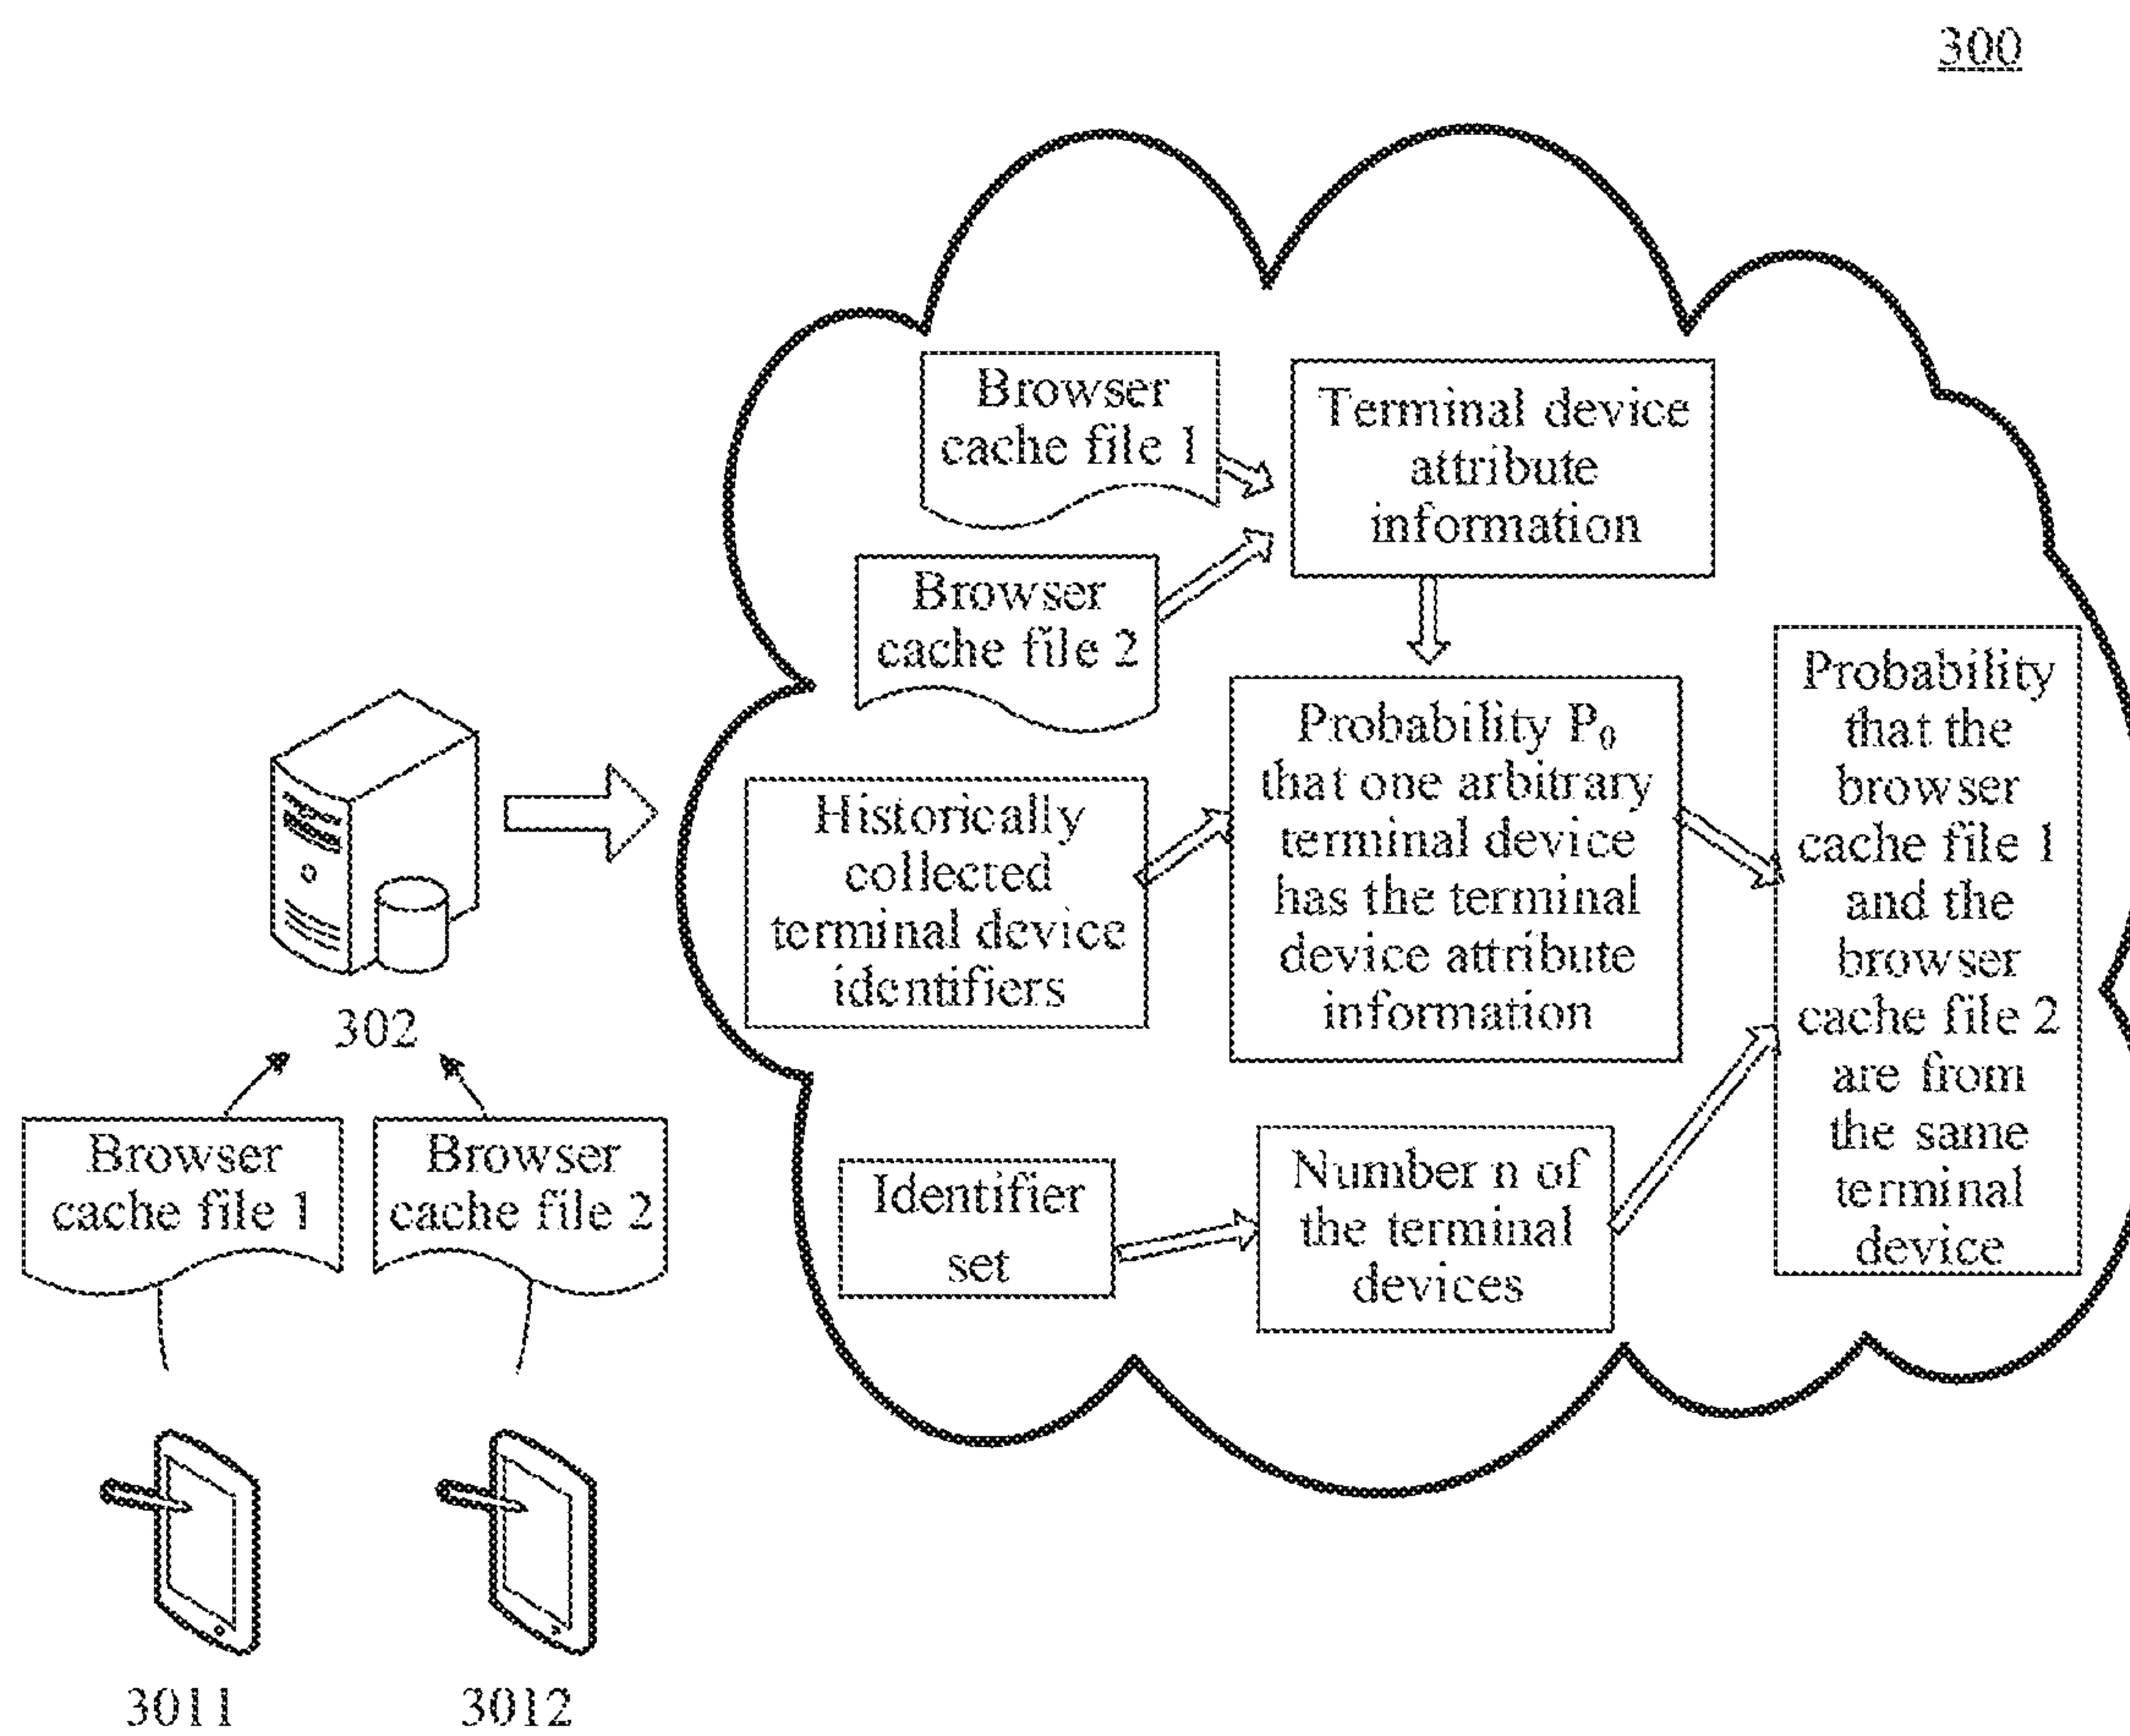 300
Browser
cache file 1
Terminal device
attribute
information
Browser
cache file 2
Probability P₀
that one arbitrary
terminal device
has the terminal
device attribute
information
Historically
collected
terminal device
identifiers
Probability
that the
browser
cache file 1
and the
browser
cache file 2
are from
the same
terminal
device
Identifier
set
Number n of
the terminal
devices
302
Browser
cache file 1
Browser
cache file 2
3011
3012